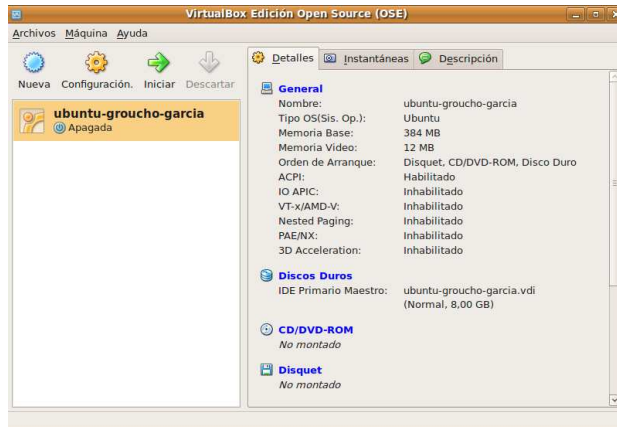 VirtualBox Edición Open Source (OSE)
Archivos Máquina Ayuda
Nueva Configuración. Iniciar Descartar
ubuntu-groucho-garcia
Apagada
Detalles Instantáneas Descripción
General
Nombre: ubuntu-groucho-garcia
Tipo OS(Sis. Op.): Ubuntu
Memoria Base: 384 MB
Memoria Video: 12 MB
Orden de Arranque: Disquet, CD/DVD-ROM, Disco Duro
ACPI: Habilitado
IO APIC: Inhabilitado
VT-x/AMD-V: Inhabilitado
Nested Paging: Inhabilitado
PAE/NX: Inhabilitado
3D Acceleration: Inhabilitado
Discos Duros
IDE Primario Maestro: ubuntu-groucho-garcia.vdi
(Normal, 8,00 GB)
CD/DVD-ROM
No montado
Disquet
No montado